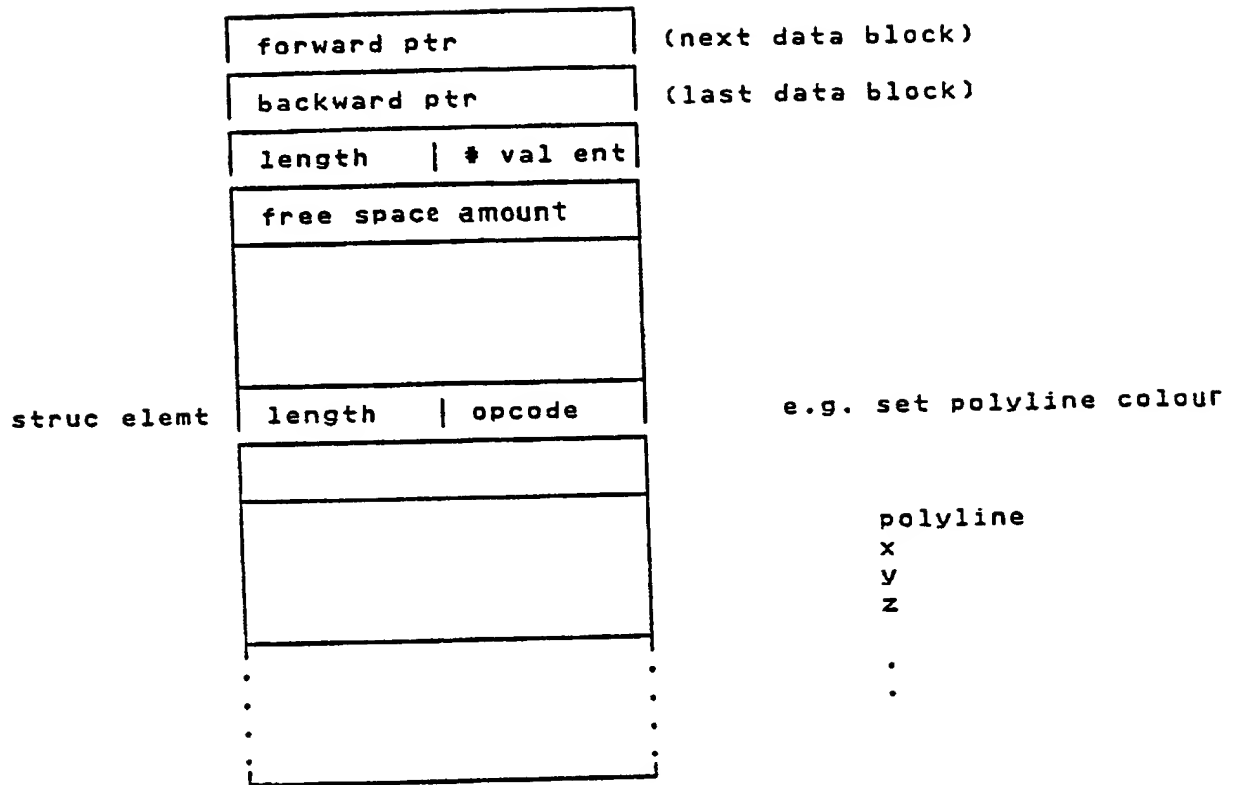 forward ptr (next data block)
backward ptr (last data block)
length | # val ent
free space amount
struc elemt length | opcode e.g. set polyline colour
polyline
x
y
z
.
.